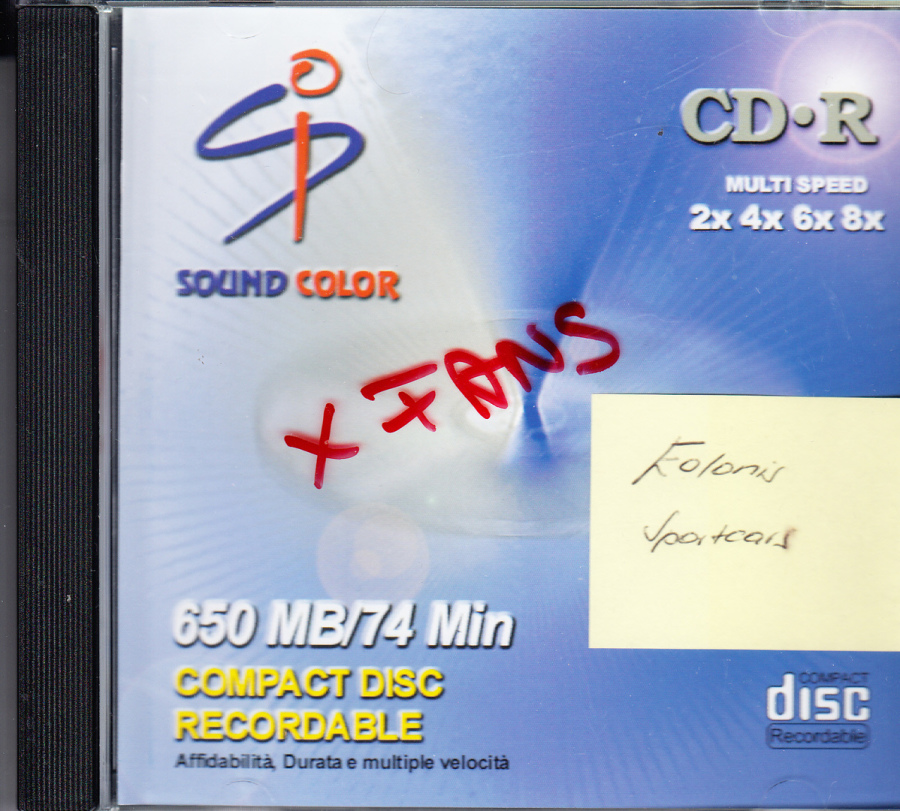 SOUND COLOR
CD-R
MULTI SPEED
2x 4x 6x 8x
X FANS
Eolomis
Sportcars
650 MB/74 Min
COMPACT DISC
RECORDABLE
Affidabilità, Durata e multiple velocità
COMPACT
disc
Recordable